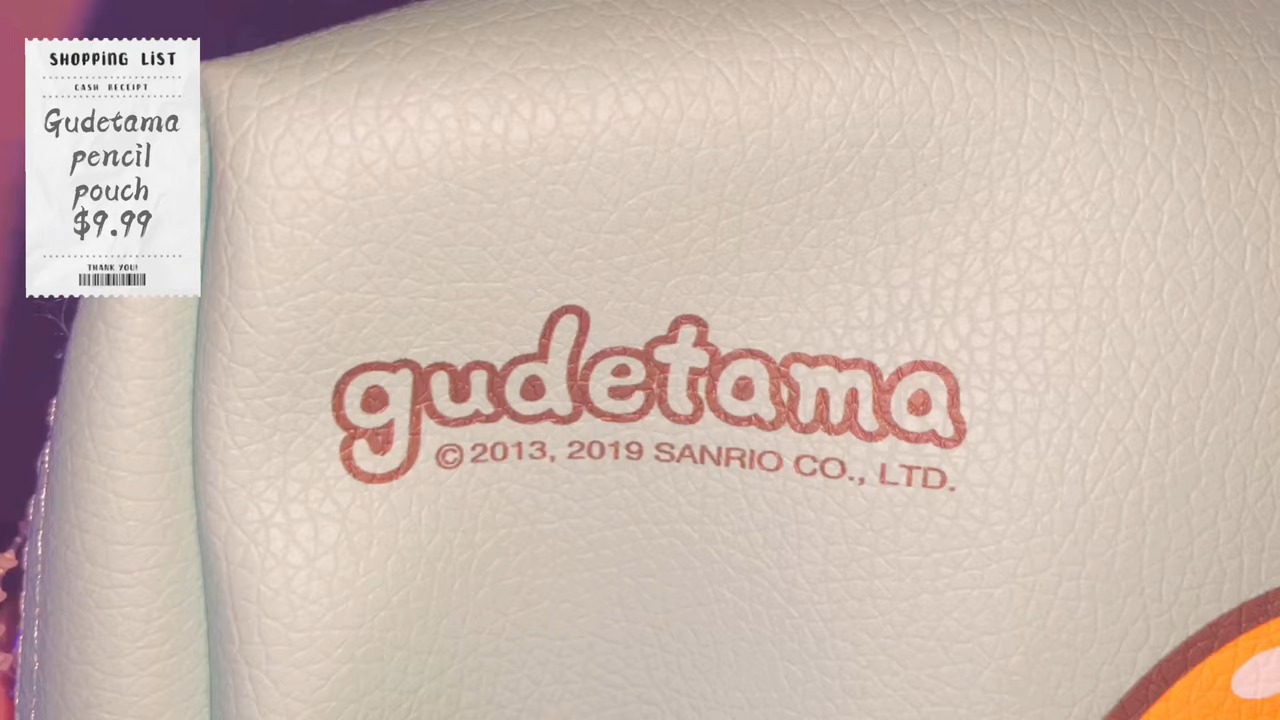 SHOPPING LIST
CASH RECEIPT
Gudetama
pencil
pouch
$9.99
THANK YOU!
gudetama
©2013, 2019 SANRIO CO., LTD.